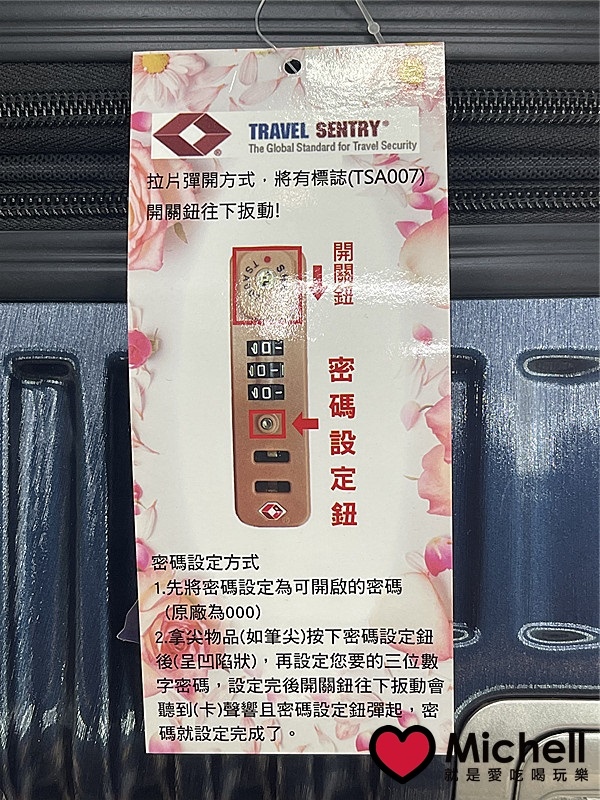 TRAVEL SENTRY®
The Global Standard for Travel Security
拉片彈開方式，將有標誌(TSA007)
開關鈕往下扳動!
開關鈕
密碼設定鈕
密碼設定方式
1.先將密碼設定為可開啟的密碼
(原廠為000)
2.拿尖物品(如筆尖)按下密碼設定鈕
後(呈凹陷狀)，再設定您要的三位數
字密碼，設定完後開關鈕往下扳動會
聽到(卡)聲響且密碼設定鈕彈起，密
碼就設定完成了。
Michell
就是愛吃喝玩樂